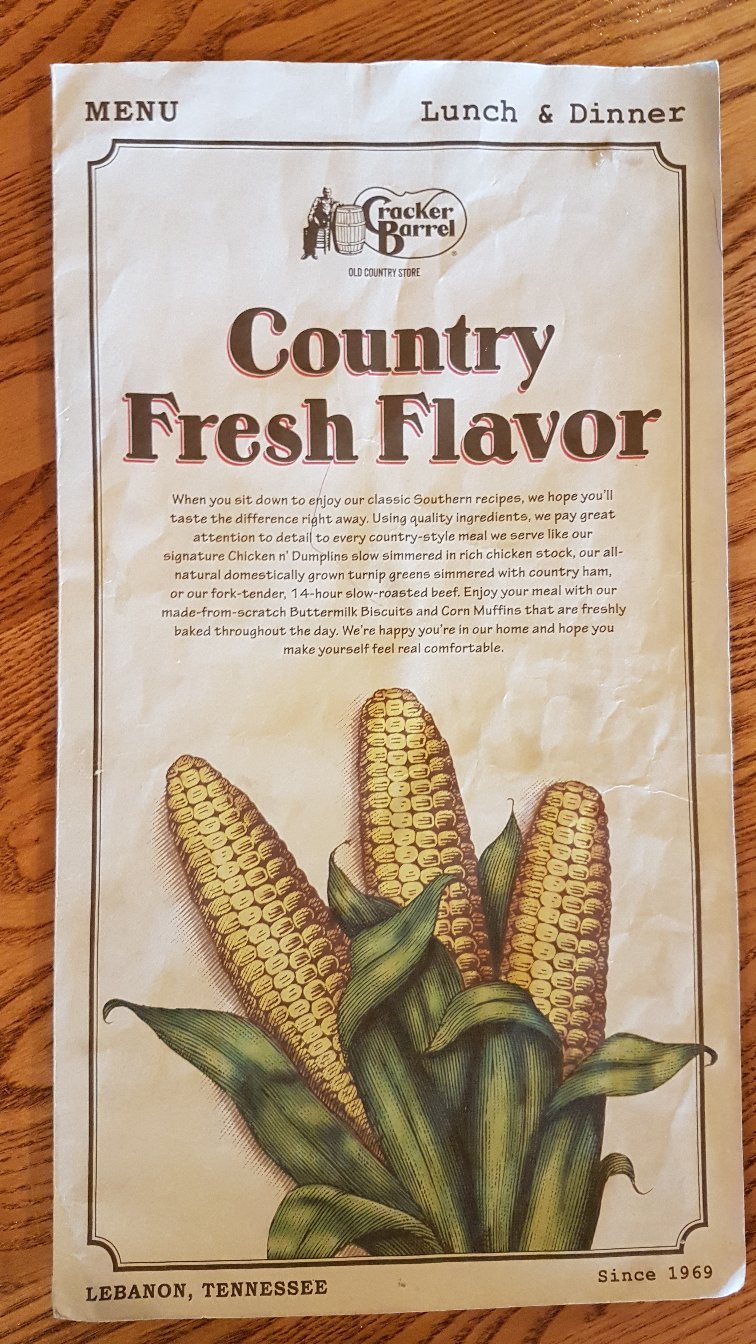 MENU Lunch & Dinner
Cracker
Barrel
®
OLD COUNTRY STORE
Country
Fresh Flavor
When you sit down to enjoy our classic Southern recipes, we hope you'll
taste the difference right away. Using quality ingredients, we pay great
attention to detail to every country-style meal we serve like our
signature Chicken n' Dumplins slow simmered in rich chicken stock, our all-
natural domestically grown turnip greens simmered with country ham,
or our fork-tender, 14-hour slow-roasted beef. Enjoy your meal with our
made-from-scratch Buttermilk Biscuits and Corn Muffins that are freshly
baked throughout the day. We're happy you're in our home and hope you
make yourself feel real comfortable.
LEBANON, TENNESSEE Since 1969